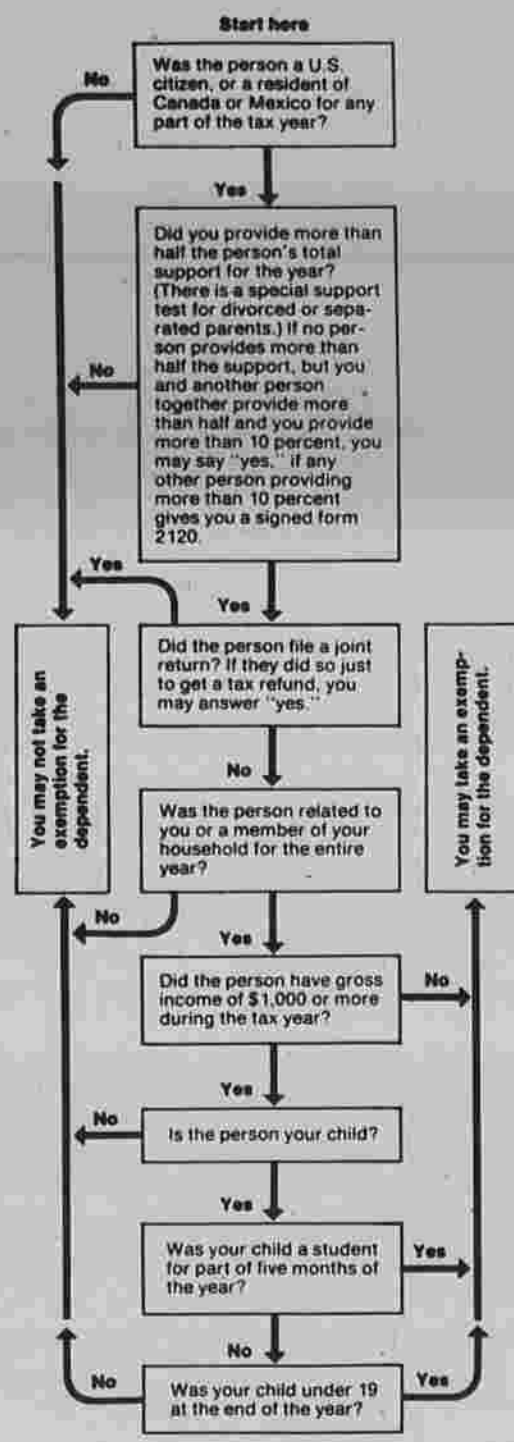 Start here
Was the person a U.S.
citizen, or a resident of
Canada or Mexico for any
part of the tax year?
No
Yes
Did you provide more than
half the person's total
support for the year?
(There is a special support
test for divorced or sepa-
rated parents.) If no per-
son provides more than
half the support, but you
and another person
together provide more
than half and you provide
more than 10 percent, you
may say "yes," if any
other person providing
more than 10 percent
gives you a signed form
2120.
No
Yes
Yes
Did the person file a joint
return? If they did so just
to get a tax refund, you
may answer "yes."
You may not take an
exemption for the
dependent.
You may take an exemp-
tion for the dependent.
No
Was the person related to
you or a member of your
household for the entire
year?
No
Yes
Did the person have gross
income of $1,000 or more
during the tax year?
No
Yes
Is the person your child?
No
Yes
Was your child a student
for part of five months of
the year?
Yes
No
Was your child under 19
at the end of the year?
No
Yes